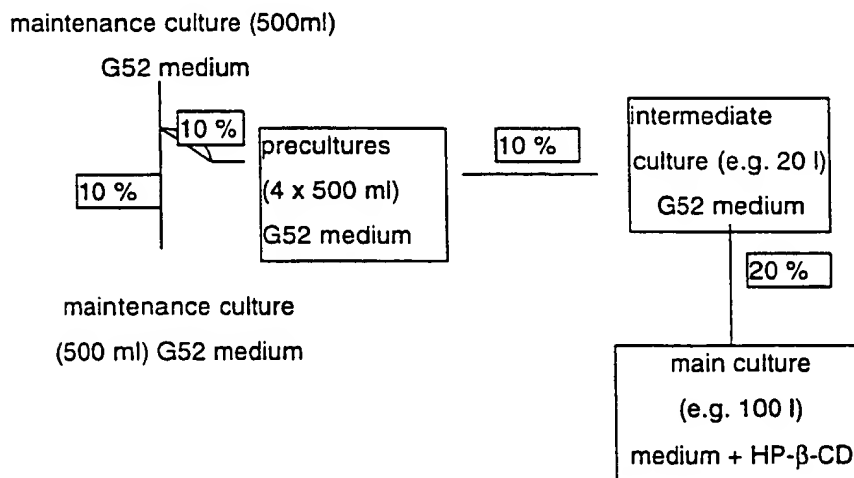 maintenance culture (500ml)
G52 medium
10 %
10 %
precultures
(4 x 500 ml)
G52 medium
10 %
intermediate
culture (e.g. 20 l)
G52 medium
20 %
maintenance culture
(500 ml) G52 medium
main culture
(e.g. 100 l)
medium + HP-β-CD